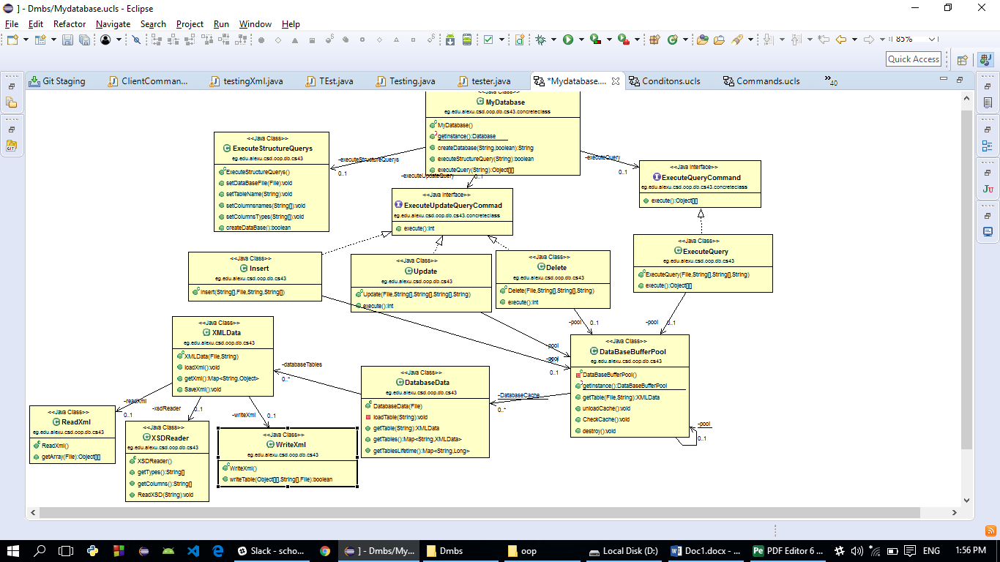 ] - Dmbs/Mydatabase.ucls - Eclipse
File Edit Refactor Navigate Search Project Run Window Help
85%
Quick Access
Git Staging ClientComman... testingXml.java TEst.java Testing.java tester.java *Mydatabase.... Conditons.ucls Commands.ucls »40
<<Java Class>>
MyDatabase
eg.edu.alexu.csd.oop.db.cs43.concreteclass
MyDatabase()
getInstance():Database
createDatabase(String,boolean):String
executeStructureQuery(String):boolean
executeQuery(String):Object[][]
<<Java Class>>
ExecuteStructureQuerys
eg.edu.alexu.csd.oop.db.cs43
ExecuteStructureQuerys()
setDataBaseFile(File):void
setTableName(String):void
setColumnsnames(String[]):void
setColumnsTypes(String[]):void
createDataBase():boolean
-executeStructureQuerys
0..1
-executeUpdateQuery
0..1
-executeQuery
0..1
<<Java Interface>>
ExecuteQueryCommand
eg.edu.alexu.csd.oop.db.cs43.concreteclass
execute():Object[][]
<<Java Interface>>
ExecuteUpdateQueryCommad
eg.edu.alexu.csd.oop.db.cs43.concreteclass
execute():int
<<Java Class>>
Insert
eg.edu.alexu.csd.oop.db.cs43
Insert(String[],File,String,String[])
<<Java Class>>
Update
eg.edu.alexu.csd.oop.db.cs43
Update(File,String[],String[],String[],String)
execute():int
<<Java Class>>
Delete
eg.edu.alexu.csd.oop.db.cs43
Delete(File,String[],String[],String)
execute():int
<<Java Class>>
ExecuteQuery
eg.edu.alexu.csd.oop.db.cs43
ExecuteQuery(File,String[],String[],String)
execute():Object[][]
-pool 0..1
-pool 0..1
-pool
-pool
0..1
<<Java Class>>
XMLData
eg.edu.alexu.csd.oop.db.cs43
XMLData(File,String)
loadXml():void
getXml():Map<String,Object>
SaveXml():void
-databaseTables
0..*
<<Java Class>>
DatabaseData
eg.edu.alexu.csd.oop.db.cs43
DatabaseData(File)
loadTable(String):void
getTable(String):XMLData
getTables():Map<String,XMLData>
getTablesLifetime():Map<String,Long>
-DatabaseCache
0..*
<<Java Class>>
DataBaseBufferPool
eg.edu.alexu.csd.oop.db.cs43
DataBaseBufferPool()
getInstance():DataBaseBufferPool
getTable(File,String):XMLData
unloadCache():void
CheckCache():void
destroy():void
-pool
0..1
-readXml
0..1
-xsdReader
0..1
-writeXml
0..1
<<Java Class>>
ReadXml
eg.edu.alexu.csd.oop.db.cs43
ReadXml()
getArray(File):Object[][]
<<Java Class>>
XSDReader
eg.edu.alexu.csd.oop.db.cs43
XSDReader()
getTypes():String[]
getColumns():String[]
ReadXSD(String):void
<<Java Class>>
WriteXml
eg.edu.alexu.csd.oop.db.cs43
WriteXml()
writeTable(Object[][],String[],File):boolean
Slack - scho... ] - Dmbs/My... Dmbs oop Local Disk (D:) Doc1.docx - ... PDF Editor 6 ... ENG 1:56 PM